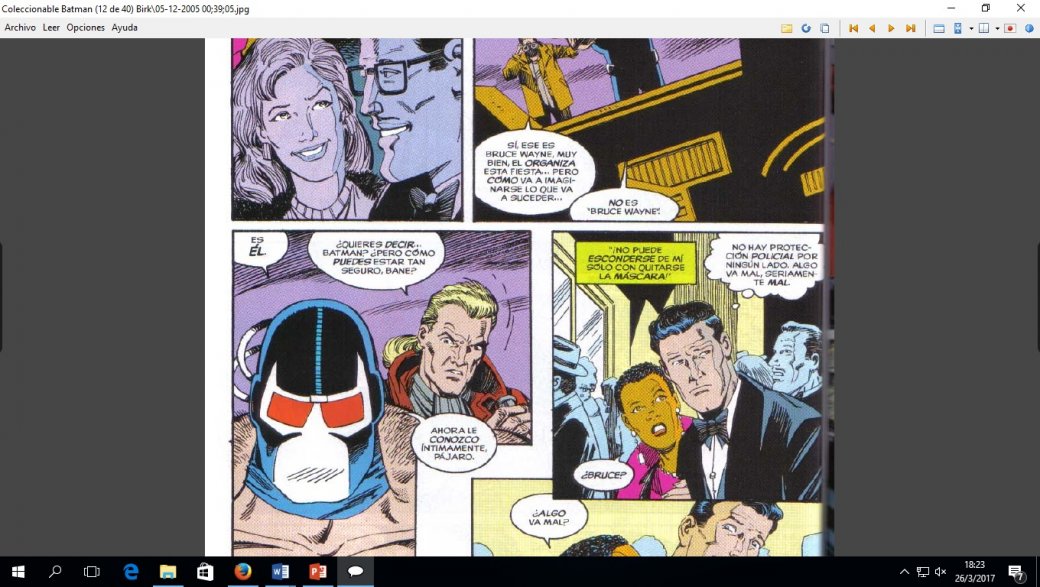 Coleccionable Batman (12 de 40) Birk\05-12-2005 00;39;05.jpg
Archivo Leer Opciones Ayuda
SÍ, ESE ES
BRUCE WAYNE, MUY
BIEN, EL ORGANIZA
ESTA FIESTA... PERO
CÓMO VA A IMAGI-
NARSE LO QUE VA
A SUCEDER...
NO ES
"BRUCE WAYNE".
ES
ÉL.
¿QUIERES DECIR...
BATMAN? ¿PERO CÓMO
PUEDES ESTAR TAN
SEGURO, BANE?
AHORA LE
CONOZCO
ÍNTIMAMENTE,
PÁJARO.
"¡NO PUEDE
ESCONDERSE DE MÍ
SÓLO CON QUITARSE
LA MÁSCARA!"
NO HAY PROTEC-
CIÓN POLICIAL POR
NINGÚN LADO. ALGO
VA MAL, SERIAMEN-
TE MAL.
¿BRUCE?
¿ALGO
VA MAL?
18:23
26/3/2017
7